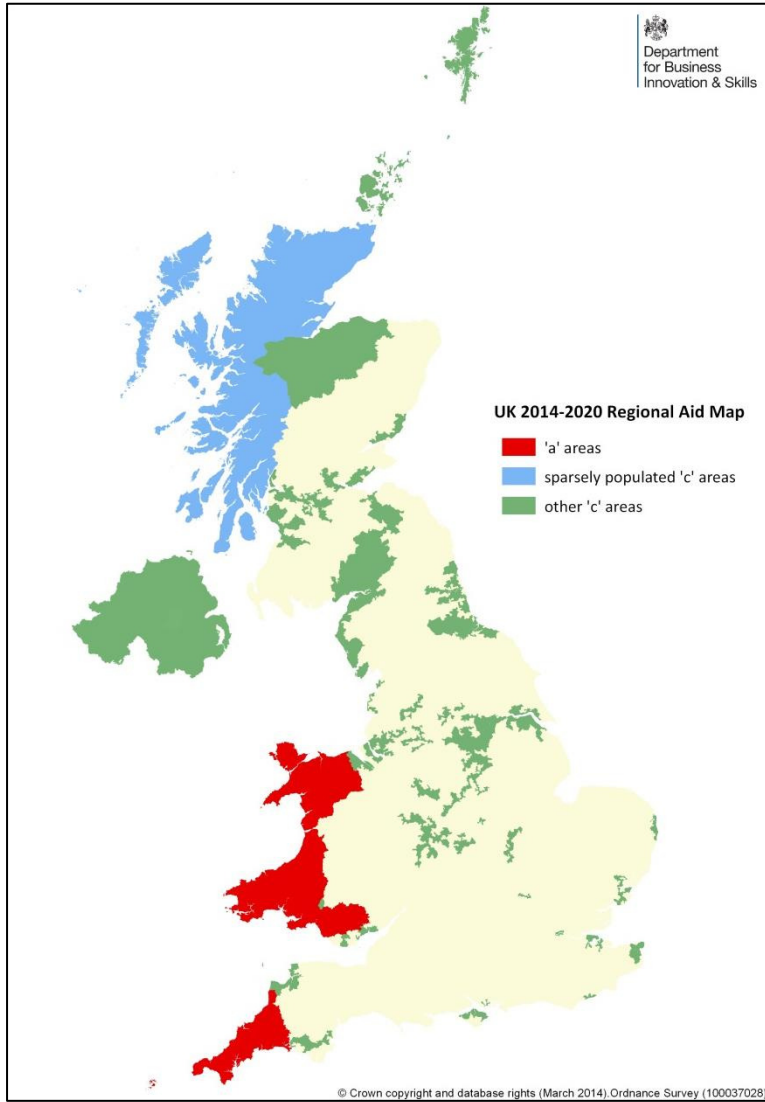 Department
for Business
Innovation & Skills
UK 2014-2020 Regional Aid Map
'a' areas
sparsely populated 'c' areas
other 'c' areas
© Crown copyright and database rights (March 2014).Ordnance Survey (100037028)